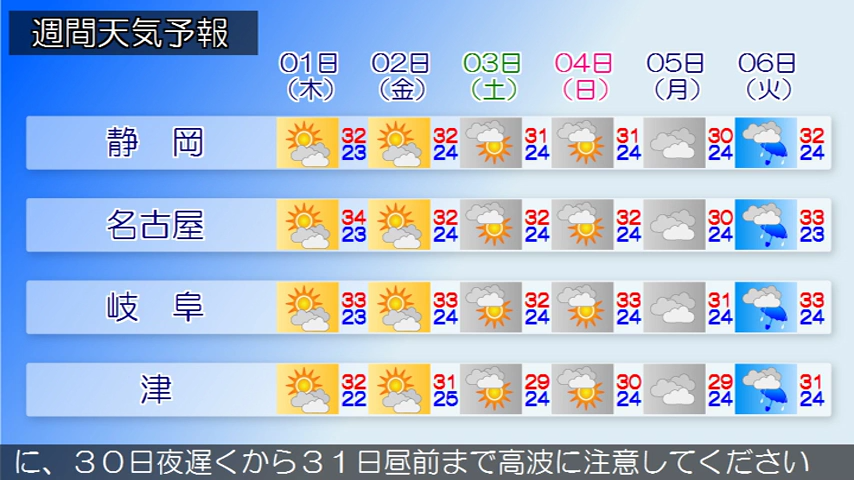 週間天気予報
01日 02日 03日 04日 05日 06日
（木） （金） （土） （日） （月） （火）
静　岡 32 23 32 24 31 24 31 24 30 24 32 24
名古屋 34 23 32 24 32 24 32 24 30 24 33 23
岐　阜 33 23 33 24 32 24 33 24 31 24 33 24
津 32 22 31 25 29 24 30 24 29 24 31 24
に、３０日夜遅くから３１日昼前まで高波に注意してください